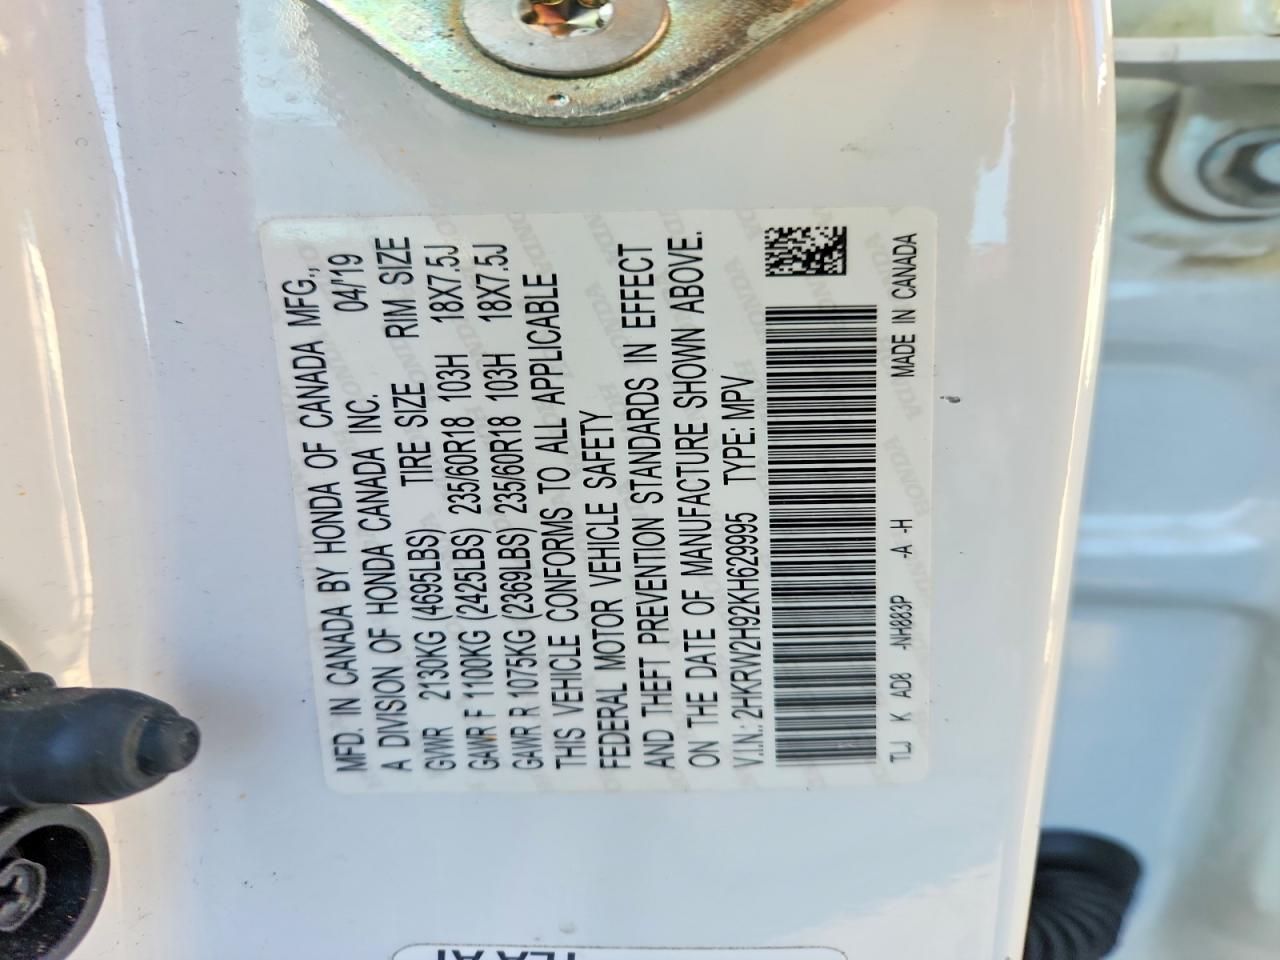 MFD. IN CANADA BY HONDA OF CANADA MFG.,
A DIVISION OF HONDA CANADA INC. 04/'19
GVWR 2130KG (4695LBS) TIRE SIZE RIM SIZE
GAWR F 1100KG (2425LBS) 235/60R18 103H 18X7.5J
GAWR R 1075KG (2369LBS) 235/60R18 103H 18X7.5J
THIS VEHICLE CONFORMS TO ALL APPLICABLE
FEDERAL MOTOR VEHICLE SAFETY
AND THEFT PREVENTION STANDARDS IN EFFECT
ON THE DATE OF MANUFACTURE SHOWN ABOVE.
V.I.N.: 2HKRW2H92KH629995 TYPE: MPV
TLJ K AD8 -NH883P -A -H MADE IN CANADA